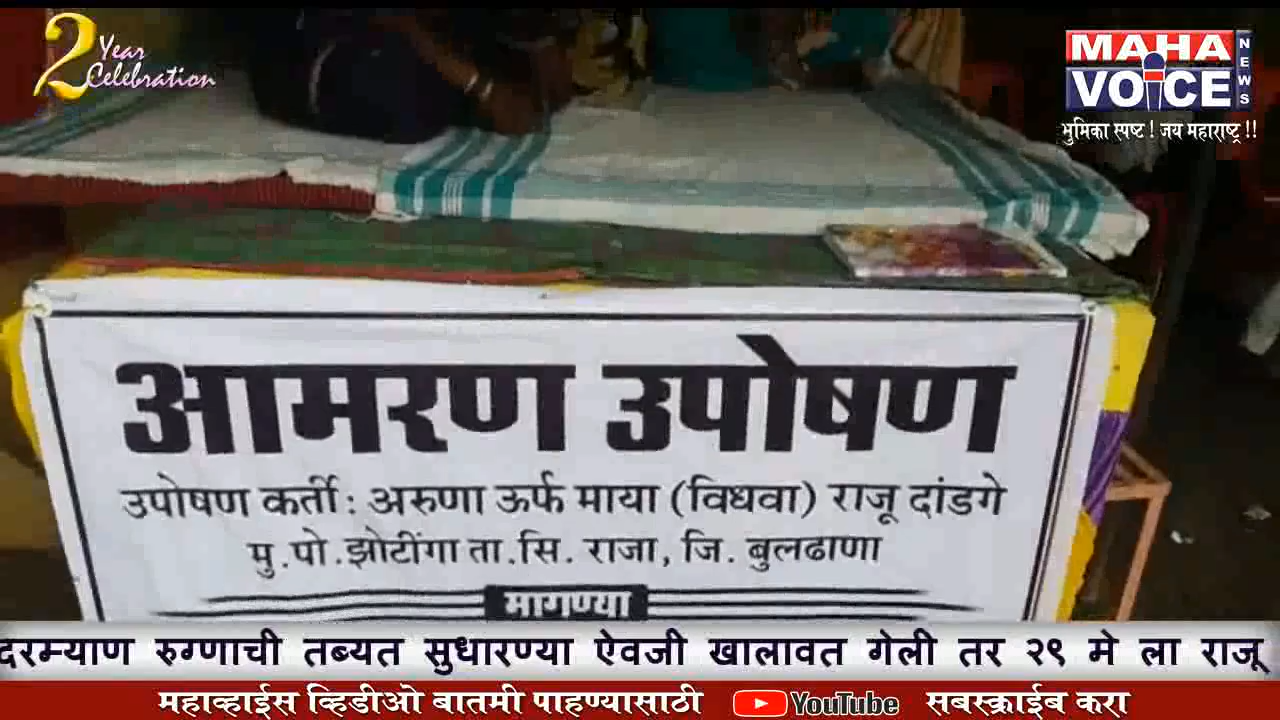 2 Year Celebration
MAHA VOICE NEWS
भुमिका स्पष्ट ! जय महाराष्ट्र !!
आमरण उपोषण
उपोषण कर्ती : अरुणा ऊर्फ माया (विधवा) राजू दांडगे
मु.पो.झोटींगा ता.सि. राजा, जि. बुलढाणा
मागण्या
दरम्याण रुग्णाची तब्यत सुधारण्या ऐवजी खालावत गेली तर २९ मे ला राजू
महाव्हाईस व्हिडीओ बातमी पाहण्यासाठी YouTube सबस्क्राईब करा